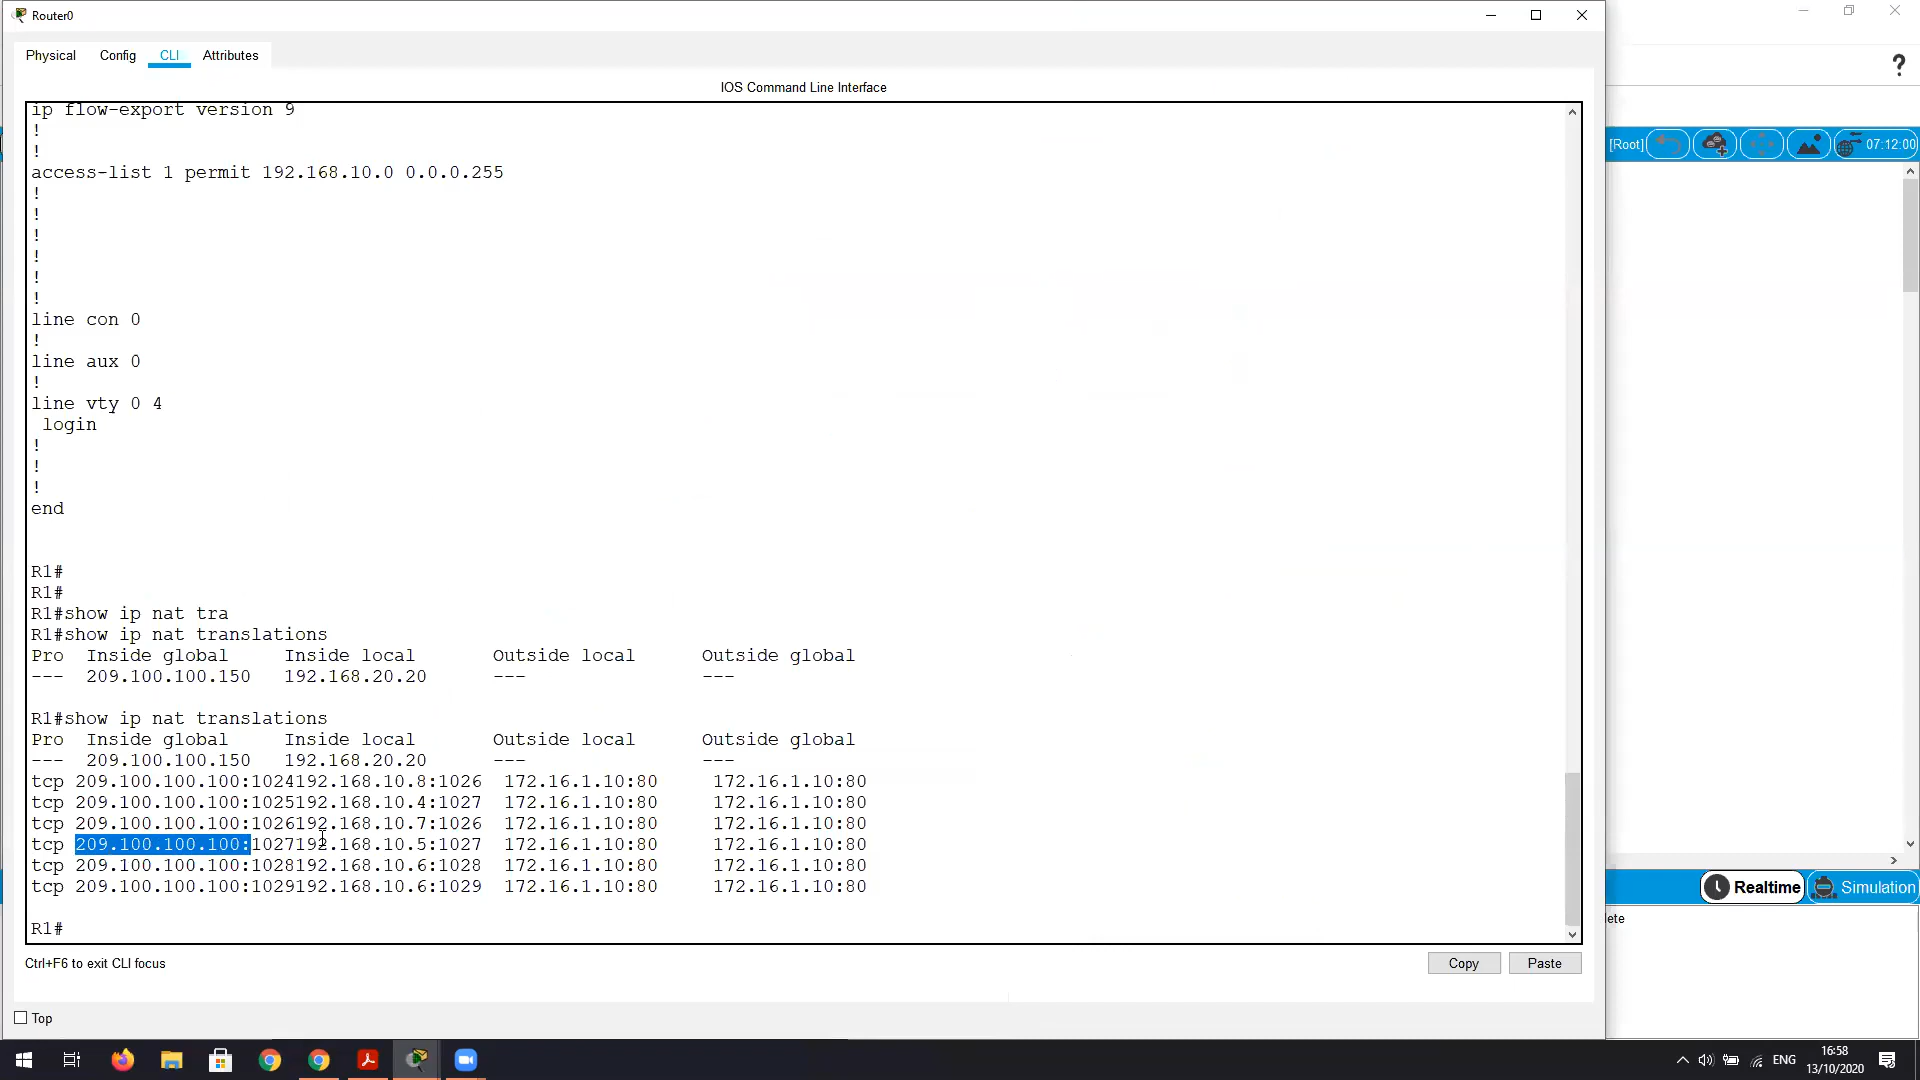 Router0
Physical Config CLI Attributes
IOS Command Line Interface
ip flow-export version 9
!
!
access-list 1 permit 192.168.10.0 0.0.0.255
!
!
!
!
!
!
line con 0
!
line aux 0
!
line vty 0 4
login
!
!
!
end
R1#
R1#
R1#show ip nat tra
R1#show ip nat translations
Pro Inside global Inside local Outside local Outside global
--- 209.100.100.150 192.168.20.20 --- ---
R1#show ip nat translations
Pro Inside global Inside local Outside local Outside global
--- 209.100.100.150 192.168.20.20 --- ---
tcp 209.100.100.100:1024192.168.10.8:1026 172.16.1.10:80 172.16.1.10:80
tcp 209.100.100.100:1025192.168.10.4:1027 172.16.1.10:80 172.16.1.10:80
tcp 209.100.100.100:1026192.168.10.7:1026 172.16.1.10:80 172.16.1.10:80
tcp 209.100.100.100:1027192.168.10.5:1027 172.16.1.10:80 172.16.1.10:80
tcp 209.100.100.100:1028192.168.10.6:1028 172.16.1.10:80 172.16.1.10:80
tcp 209.100.100.100:1029192.168.10.6:1029 172.16.1.10:80 172.16.1.10:80
R1#
Ctrl+F6 to exit CLI focus
Copy Paste
Top
?
[Root] 07:12:00
Realtime Simulation
lete
ENG
16:58
13/10/2020